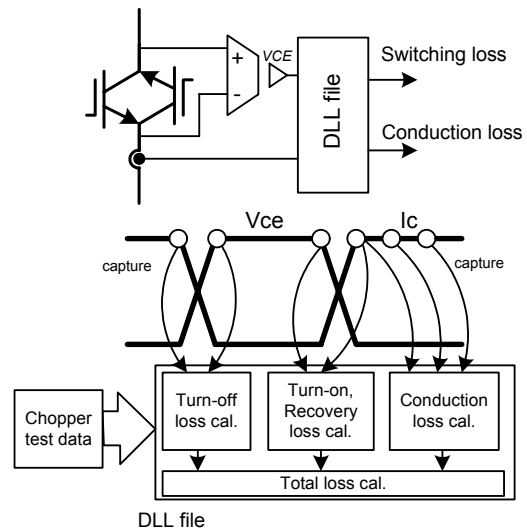 +
-
VCE
DLL file
Switching loss
Conduction loss
Vce
Ic
capture
capture
Chopper
test data
Turn-off
loss cal.
Turn-on,
Recovery
loss cal.
Conduction
loss cal.
Total loss cal.
DLL file